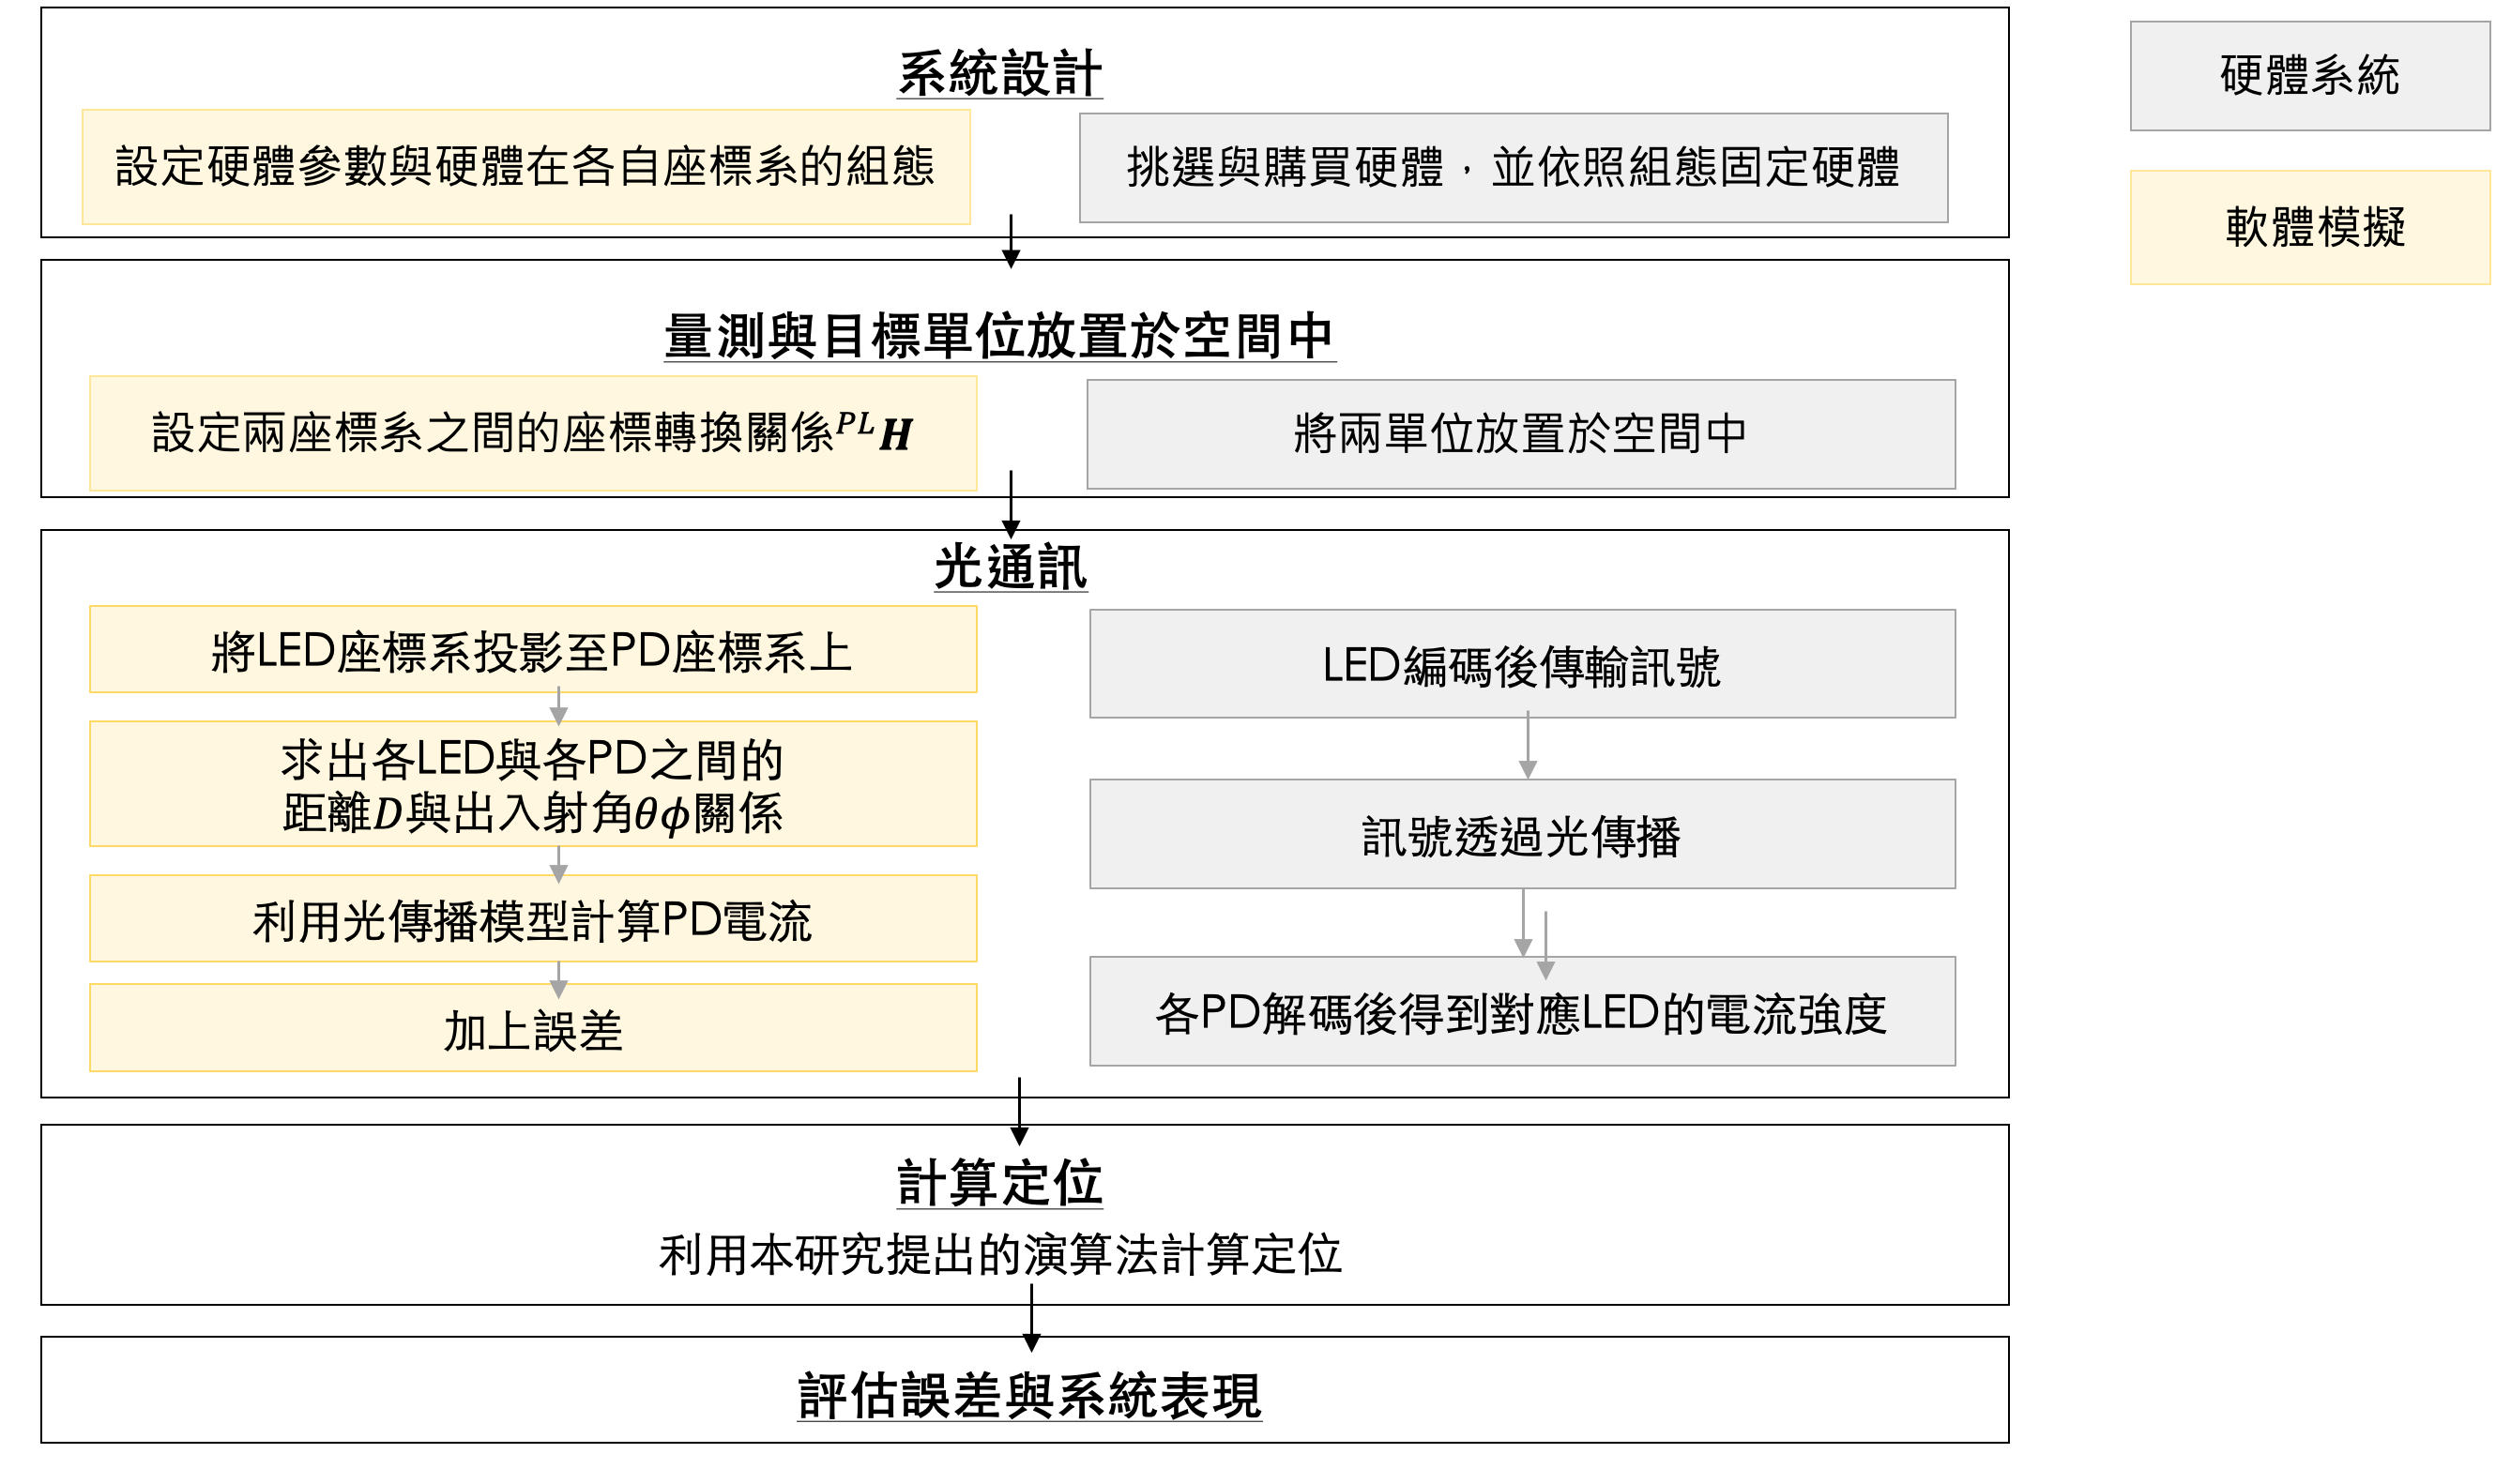 系統設計
設定硬體參數與硬體在各自座標系的組態
挑選與購買硬體，並依照組態固定硬體
硬體系統
軟體模擬
量測與目標單位放置於空間中
設定兩座標系之間的座標轉換關係ᴾᴸH
將兩單位放置於空間中
光通訊
將LED座標系投影至PD座標系上
求出各LED與各PD之間的
距離D與出入射角θϕ關係
利用光傳播模型計算PD電流
加上誤差
LED編碼後傳輸訊號
訊號透過光傳播
各PD解碼後得到對應LED的電流強度
計算定位
利用本研究提出的演算法計算定位
評估誤差與系統表現